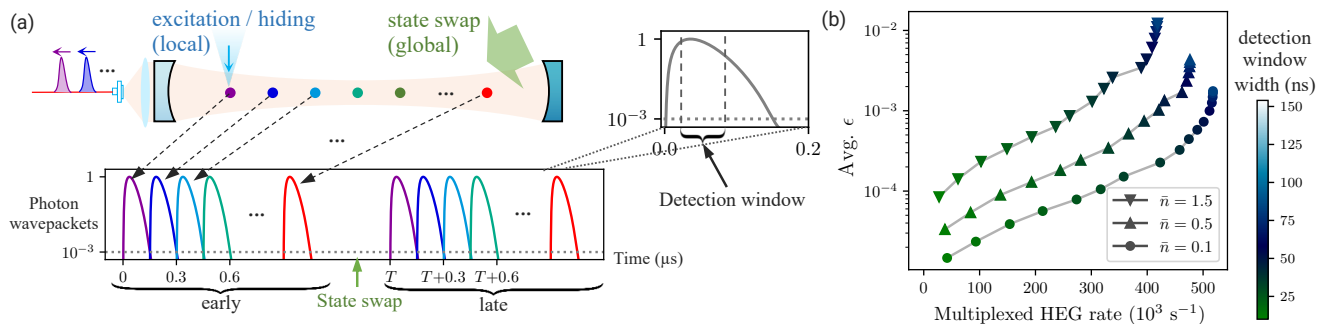 (a)
excitation / hiding
(local)
state swap
(global)
...
...
...
1
10⁻³
0.0
0.2
Detection window
Photon
wavepackets
1
10⁻³
...
...
Time (μs)
0
0.3
0.6
T
T+0.3
T+0.6
early
State swap
late
(b)
10⁻²
10⁻³
10⁻⁴
Avg. ϵ
n̄ = 1.5
n̄ = 0.5
n̄ = 0.1
0
100
200
300
400
500
Multiplexed HEG rate (10³ s⁻¹)
detection
window
width (ns)
150
125
100
75
50
25